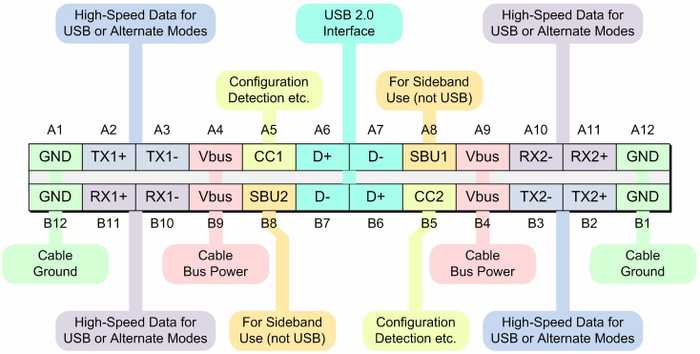 High-Speed Data for
USB or Alternate Modes
USB 2.0
Interface
High-Speed Data for
USB or Alternate Modes
Configuration
Detection etc.
For Sideband
Use (not USB)
A1 A2 A3 A4 A5 A6 A7 A8 A9 A10 A11 A12
GND TX1+ TX1- Vbus CC1 D+ D- SBU1 Vbus RX2- RX2+ GND
GND RX1+ RX1- Vbus SBU2 D- D+ CC2 Vbus TX2- TX2+ GND
B12 B11 B10 B9 B8 B7 B6 B5 B4 B3 B2 B1
Cable
Ground
Cable
Bus Power
Cable
Bus Power
Cable
Ground
High-Speed Data for
USB or Alternate Modes
For Sideband
Use (not USB)
Configuration
Detection etc.
High-Speed Data for
USB or Alternate Modes